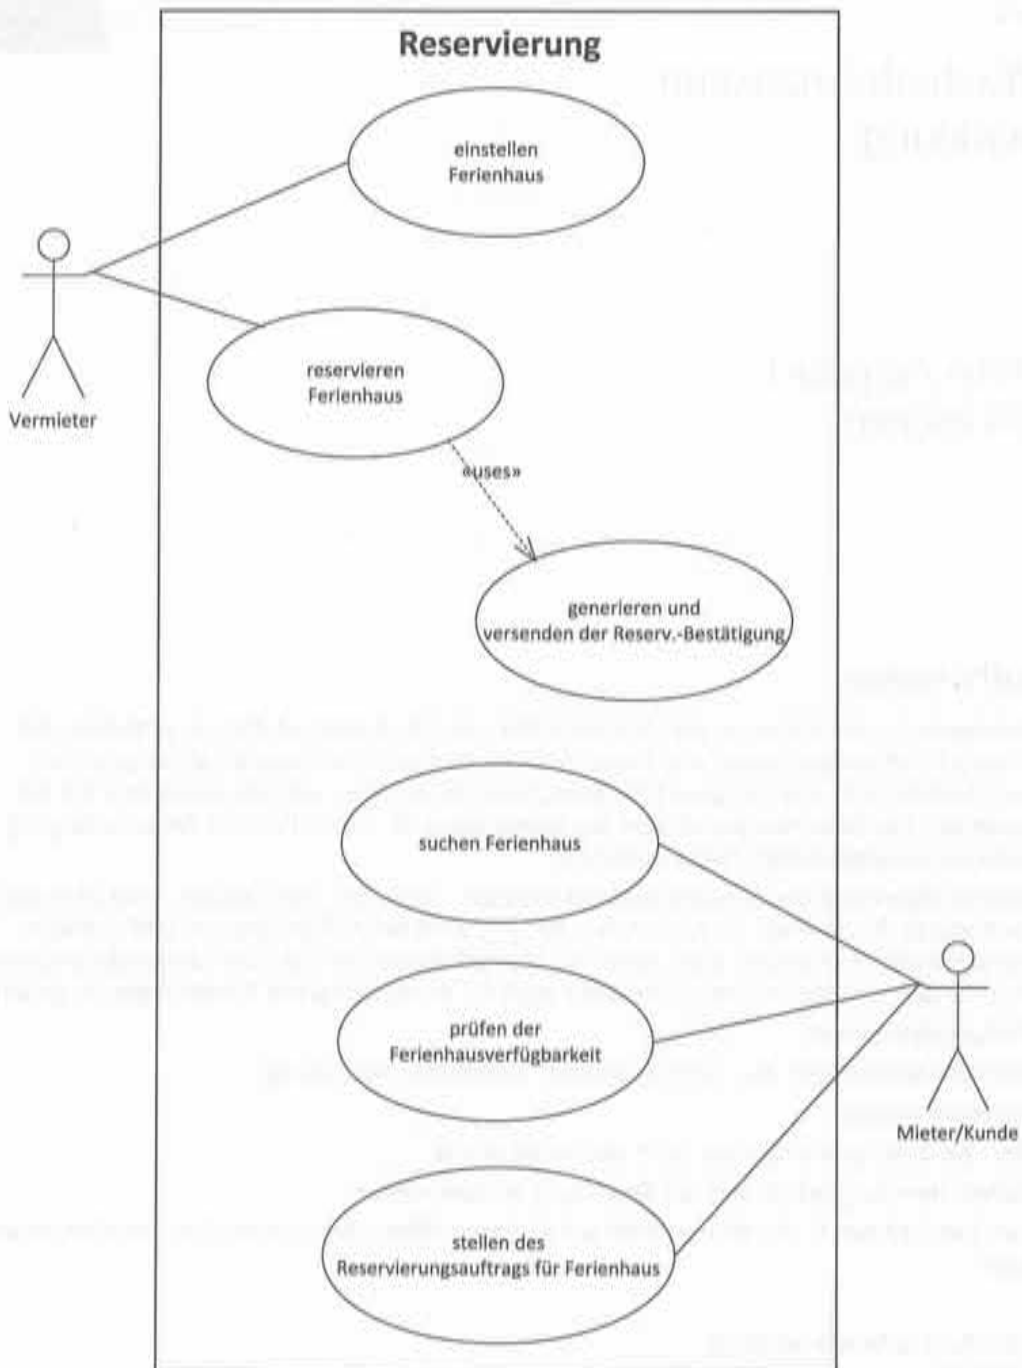 Reservierung
einstellen
Ferienhaus
reservieren
Ferienhaus
Vermieter
«uses»
generieren und
versenden der Reserv.-Bestätigung
suchen Ferienhaus
prüfen der
Ferienhausverfügbarkeit
Mieter/Kunde
stellen des
Reservierungsauftrags für Ferienhaus